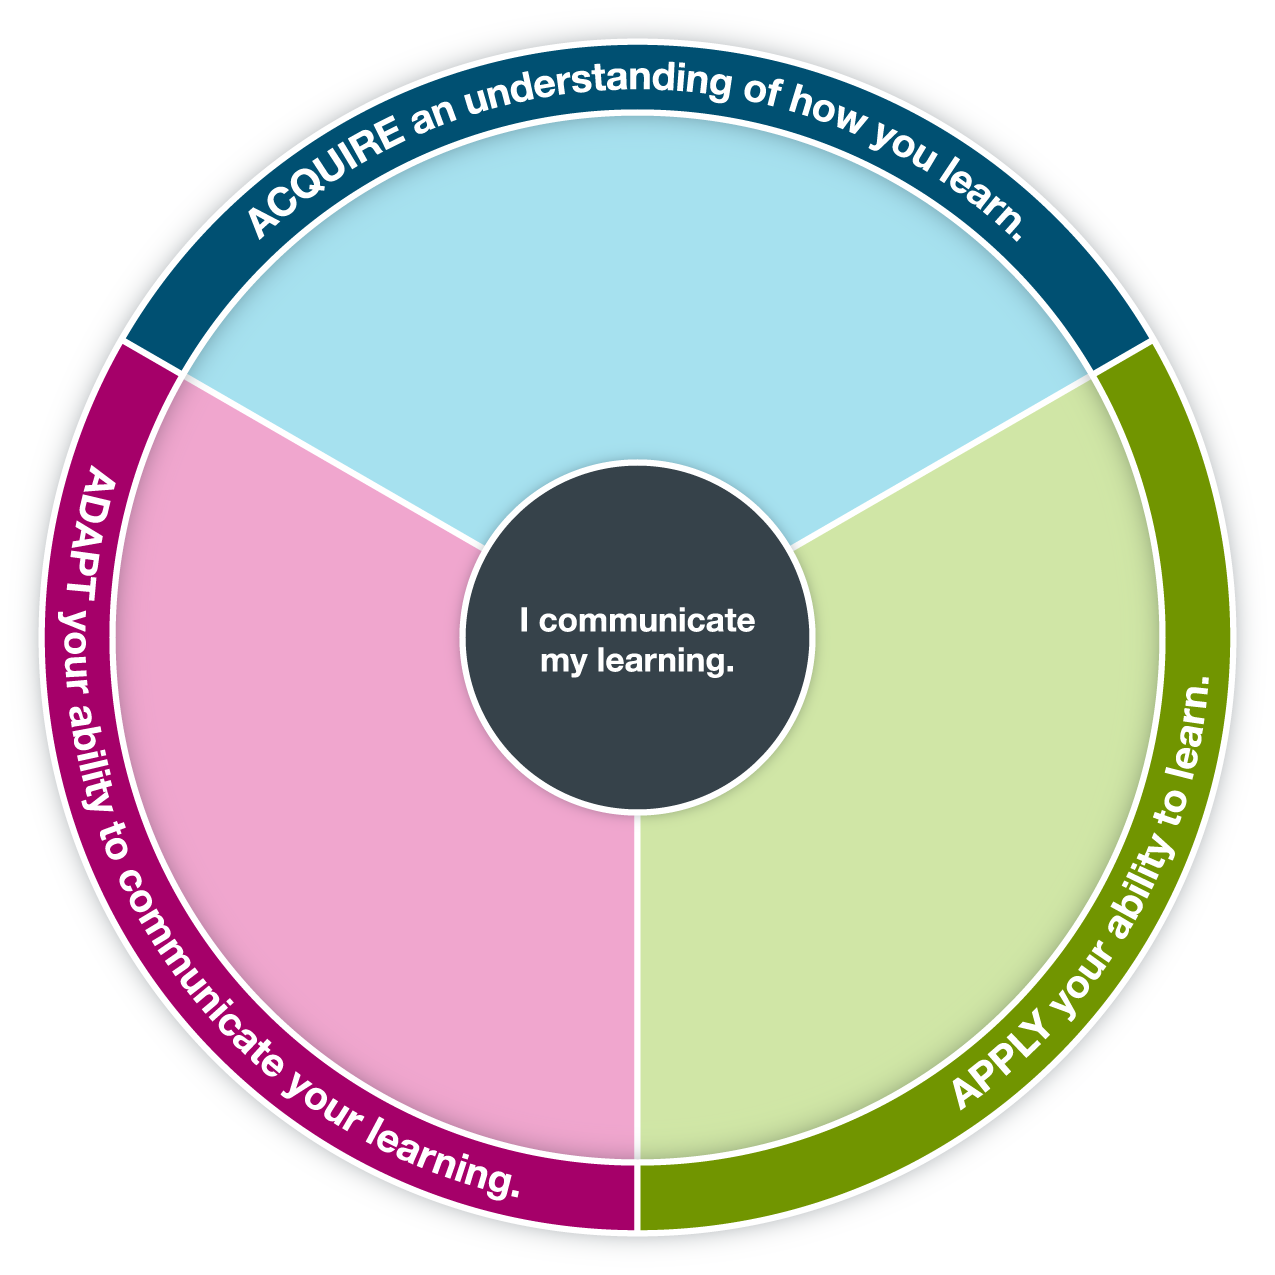 ACQUIRE an understanding of how you learn.
APPLY your ability to learn.
ADAPT your ability to communicate your learning.
I communicate
my learning.